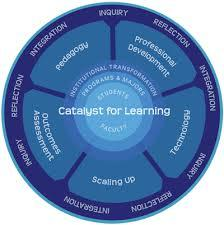 INQUIRY
REFLECTION
INTEGRATION
INQUIRY
REFLECTION
INTEGRATION
INQUIRY
REFLECTION
INTEGRATION
Pedagogy
Professional
Development
Technology
Scaling Up
Outcomes
Assessment
INSTITUTIONAL TRANSFORMATION
PROGRAMS & MAJORS
STUDENTS
Catalyst for Learning
FACULTY